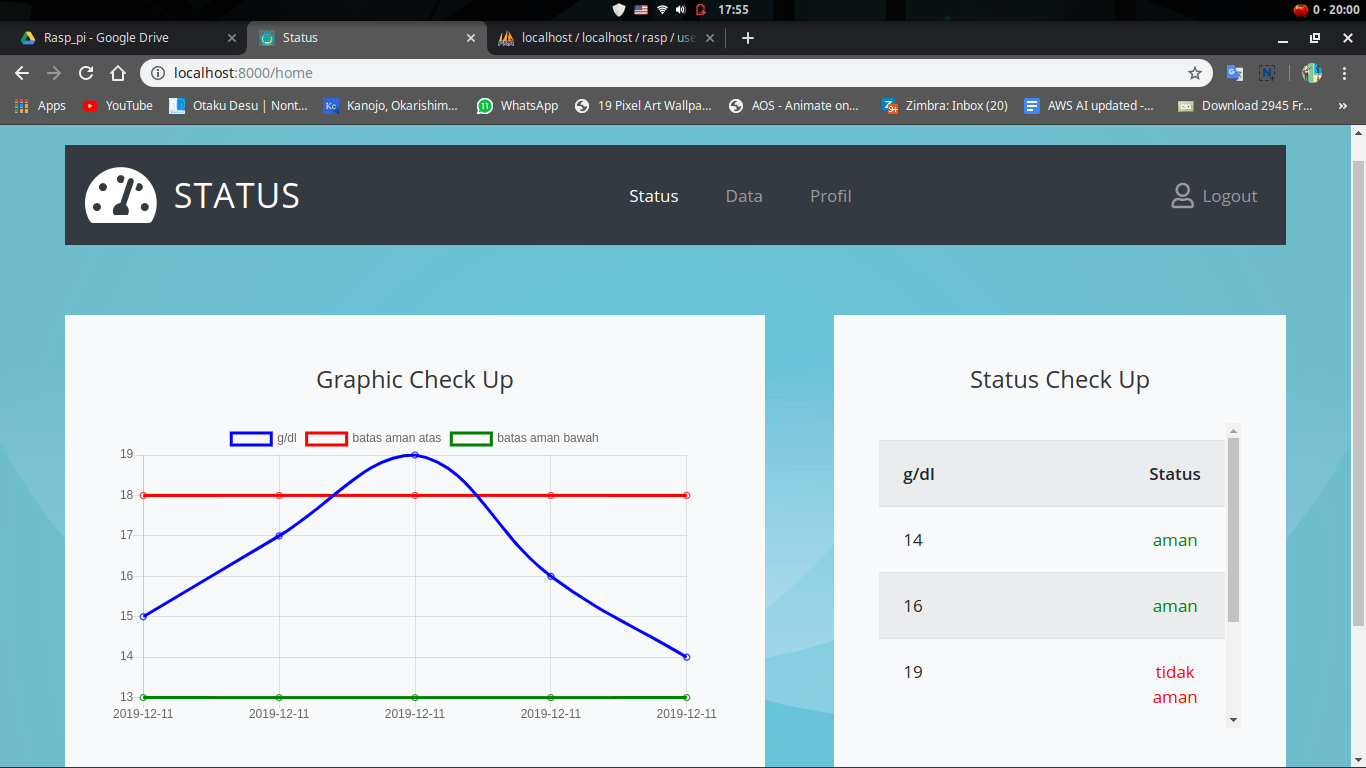 17:55
0 · 20:00
Rasp_pi - Google Drive
Status
localhost / localhost / rasp / use
localhost:8000/home
Apps
YouTube
Otaku Desu | Nont...
Kc
Kanojo, Okarishim...
11
WhatsApp
19 Pixel Art Wallpa...
AOS - Animate on...
Zimbra: Inbox (20)
AWS AI updated -...
Download 2945 Fr...
»
STATUS
Status
Data
Profil
Logout
Graphic Check Up
g/dl
batas aman atas
batas aman bawah
19
18
17
16
15
14
13
2019-12-11
2019-12-11
2019-12-11
2019-12-11
2019-12-11
Status Check Up
g/dl Status
14 aman
16 aman
19 tidak
aman